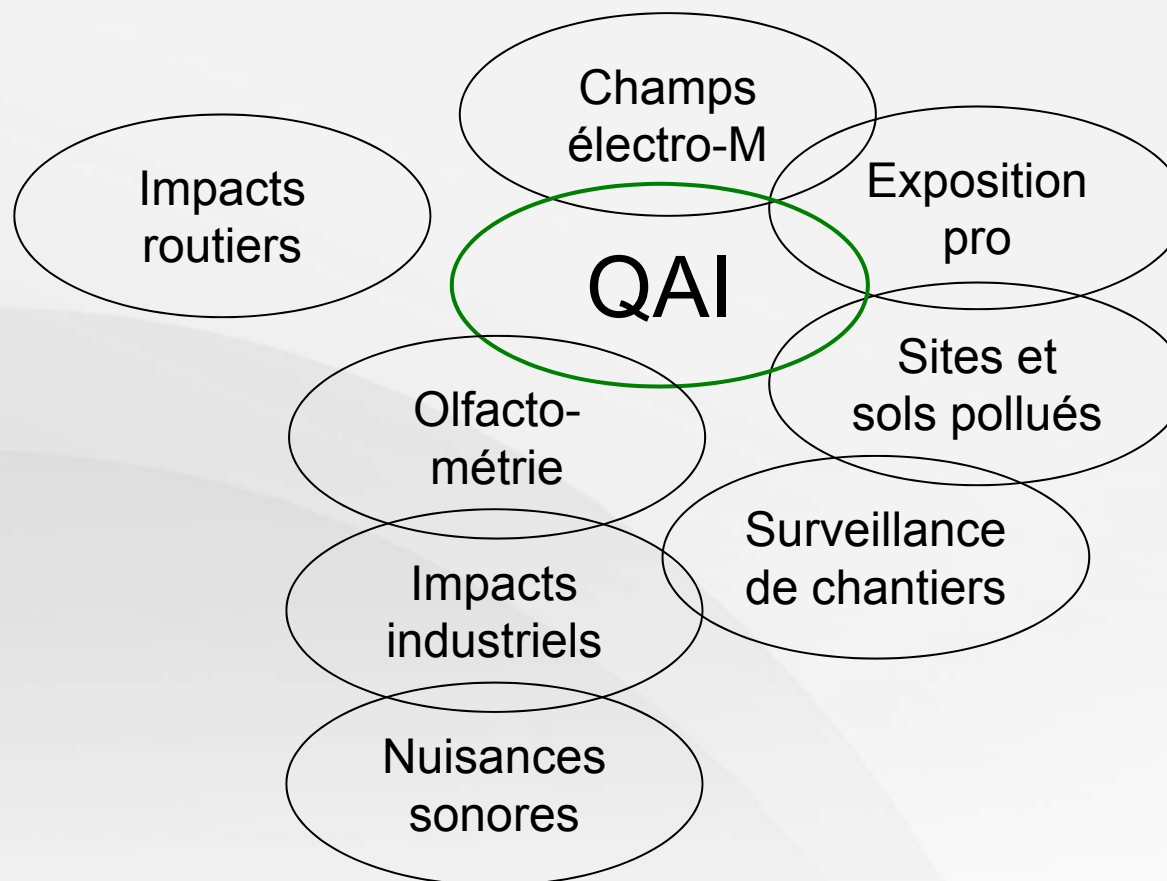 Champs
électro-M
Impacts
routiers
Exposition
pro
QAI
Sites et
sols pollués
Olfacto-
métrie
Surveillance
de chantiers
Impacts
industriels
Nuisances
sonores